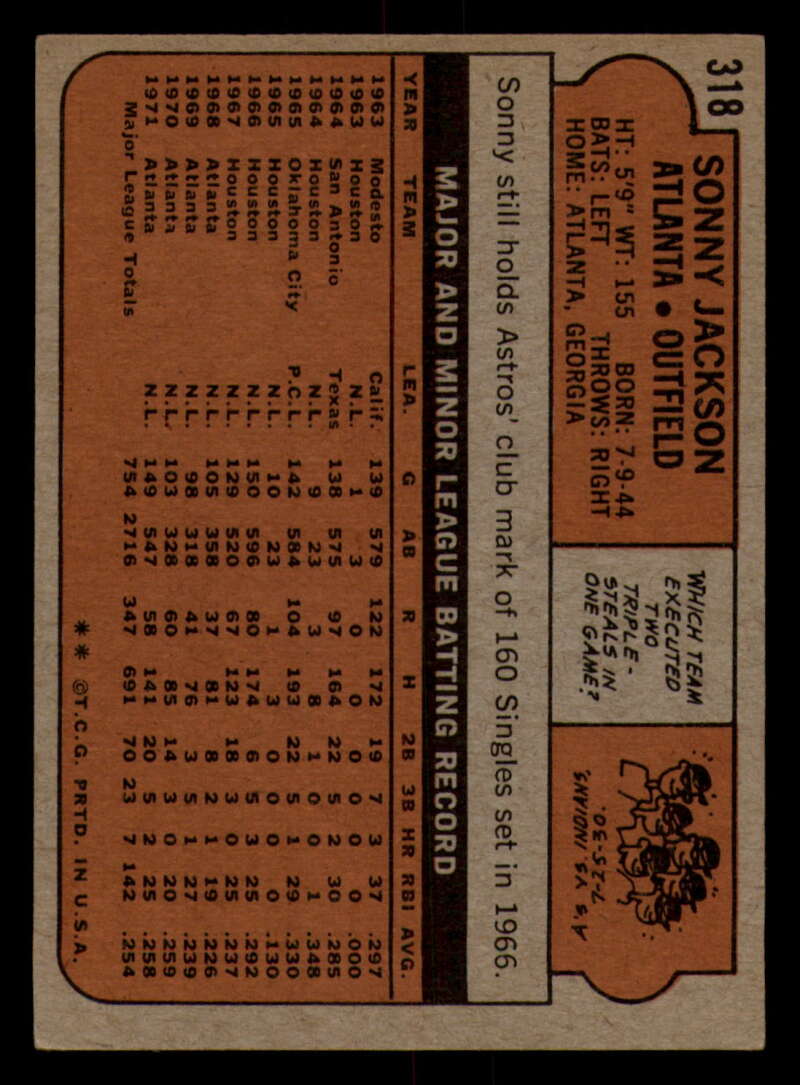 318
SONNY JACKSON
ATLANTA • OUTFIELD
HT: 5'9" WT: 155 BORN: 7-9-44
BATS: LEFT THROWS: RIGHT
HOME: ATLANTA, GEORGIA
WHICH TEAM
EXECUTED
TWO
TRIPLE-
STEALS IN
ONE GAME?
A's VS. INDIANS,
7-25-30.
Sonny still holds Astros' club mark of 160 Singles set in 1966.
MAJOR AND MINOR LEAGUE BATTING RECORD
YEAR TEAM LEA. G AB R H 2B 3B HR RBI AVG.
1963 Modesto Calif. 139 579 122 172 19 7 3 37 .297
1963 Houston N.L. 1 3 0 0 0 0 0 0 .000
1964 San Antonio Texas 138 575 97 164 22 5 2 30 .285
1964 Houston N.L. 9 23 3 8 1 0 0 1 .348
1965 Oklahoma City P.C.L. 142 584 104 193 22 5 1 29 .330
1965 Houston N.L. 10 23 1 3 0 0 0 0 .130
1966 Houston N.L. 150 596 80 174 6 5 3 25 .292
1967 Houston N.L. 129 520 67 123 18 3 0 25 .237
1968 Atlanta N.L. 105 358 37 81 8 2 1 19 .226
1969 Atlanta N.L. 98 318 41 76 3 5 1 27 .239
1970 Atlanta N.L. 103 328 60 85 14 3 0 20 .259
1971 Atlanta N.L. 149 547 58 141 20 5 2 25 .258
Major League Totals 754 2716 347 691 70 23 7 142 .254
** ©T.C.G. PRTD. IN U.S.A.